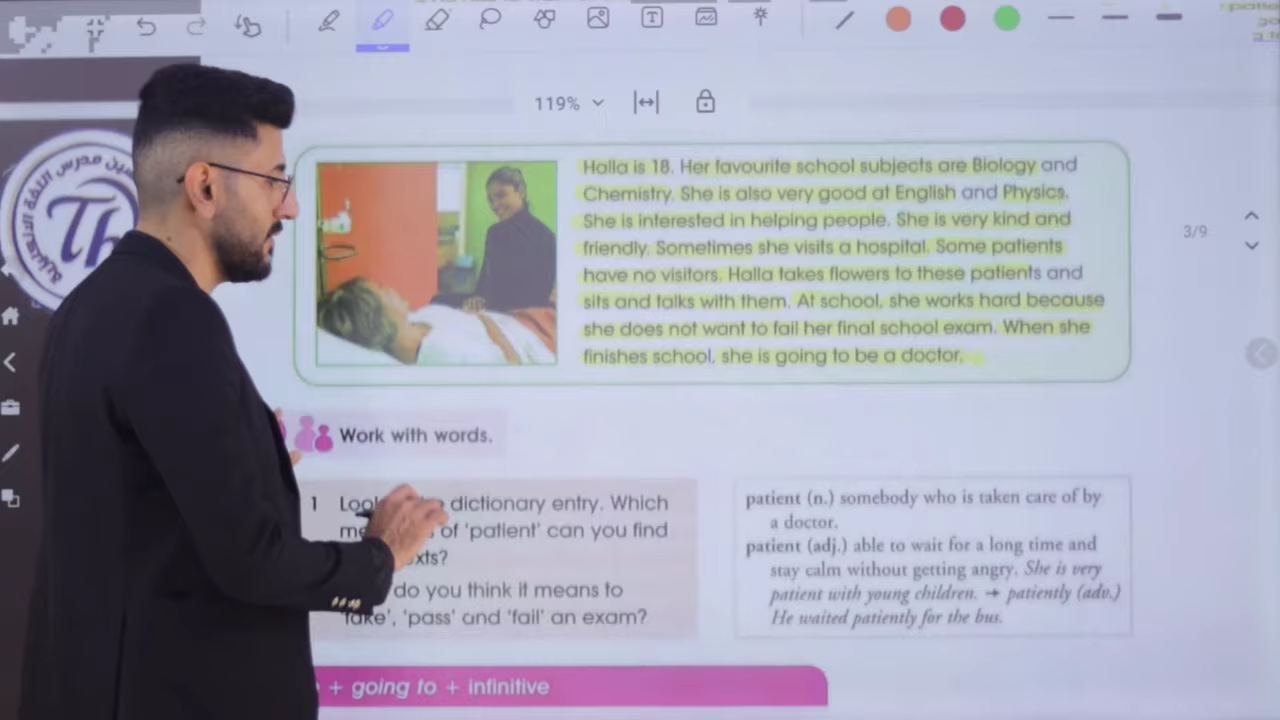 119%
Halla is 18. Her favourite school subjects are Biology and
Chemistry. She is also very good at English and Physics.
She is interested in helping people. She is very kind and
friendly. Sometimes she visits a hospital. Some patients
have no visitors. Halla takes flowers to these patients and
sits and talks with them. At school, she works hard because
she does not want to fail her final school exam. When she
finishes school, she is going to be a doctor.
3/9
مدرس اللغة الانجليزية
Th
Work with words.
1 dictionary entry. Which
of 'patient' can you find
do you think it means to
'take', 'pass' and 'fail' an exam?
patient (n.) somebody who is taken care of by
a doctor.
patient (adj.) able to wait for a long time and
stay calm without getting angry. She is very
patient with young children. → patiently (adv.)
He waited patiently for the bus.
+ going to + infinitive